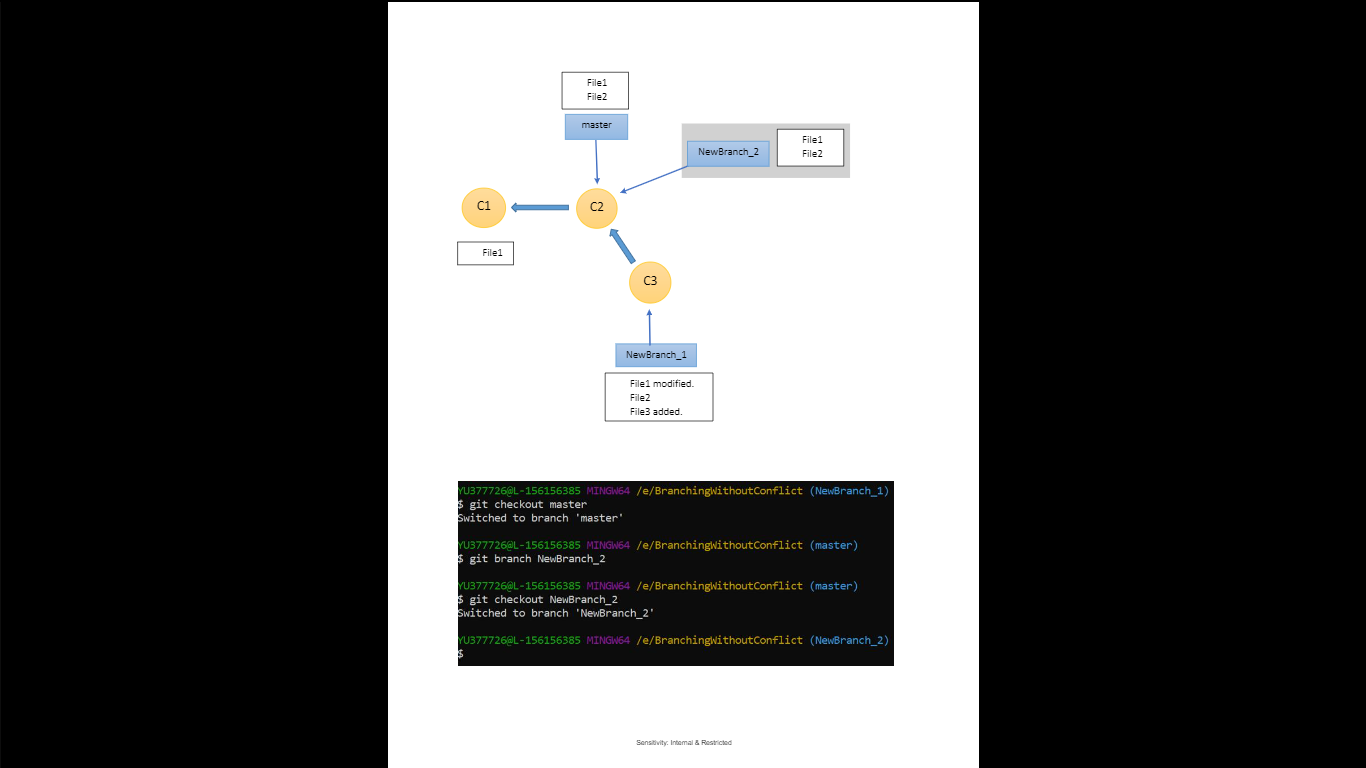 File1
File2
master
NewBranch_2
File1
File2
C1
C2
File1
C3
NewBranch_1
File1 modified.
File2
File3 added.
YU377726@L-156156385 MINGW64 /e/BranchingWithoutConflict (NewBranch_1)
$ git checkout master
Switched to branch 'master'
YU377726@L-156156385 MINGW64 /e/BranchingWithoutConflict (master)
$ git branch NewBranch_2
YU377726@L-156156385 MINGW64 /e/BranchingWithoutConflict (master)
$ git checkout NewBranch_2
Switched to branch 'NewBranch_2'
YU377726@L-156156385 MINGW64 /e/BranchingWithoutConflict (NewBranch_2)
$
Sensitivity: Internal & Restricted